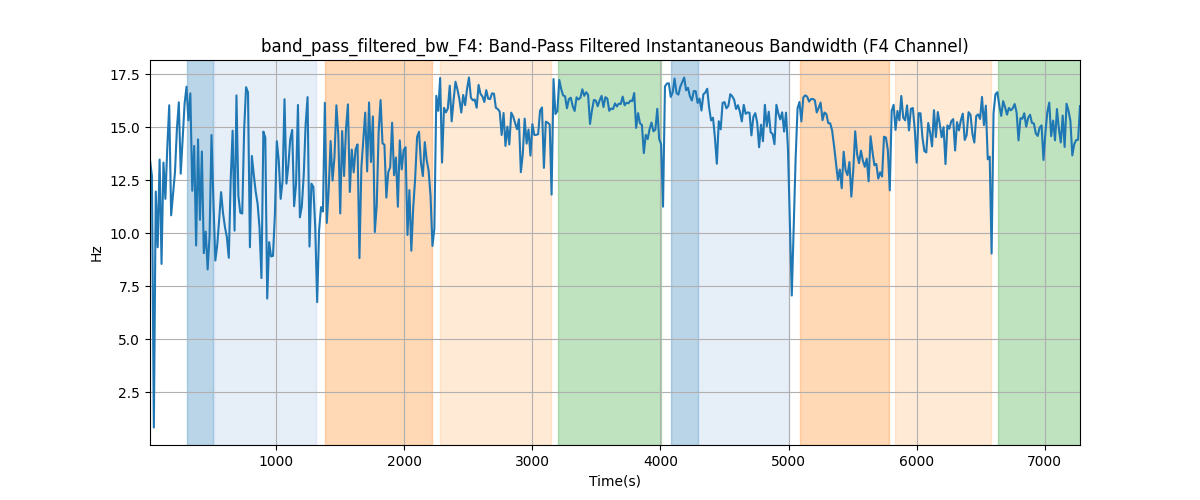 band_pass_filtered_bw_F4: Band-Pass Filtered Instantaneous Bandwidth (F4 Channel)
17.5
15.0
12.5
10.0
7.5
5.0
2.5
Hz
1000 2000 3000 4000 5000 6000 7000
Time(s)